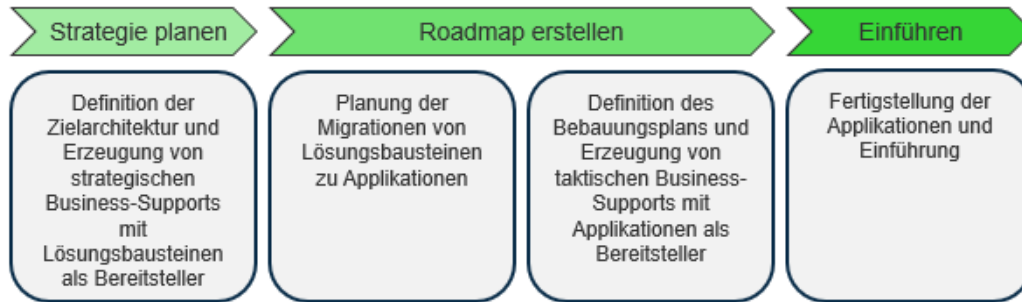 Strategie planen
Roadmap erstellen
Einführen
Definition der
Zielarchitektur und
Erzeugung von
strategischen
Business-Supports
mit
Lösungsbausteinen
als Bereitsteller
Planung der
Migrationen von
Lösungsbausteinen
zu Applikationen
Definition des
Bebauungsplans und
Erzeugung von
taktischen Business-
Supports mit
Applikationen als
Bereitsteller
Fertigstellung der
Applikationen und
Einführung